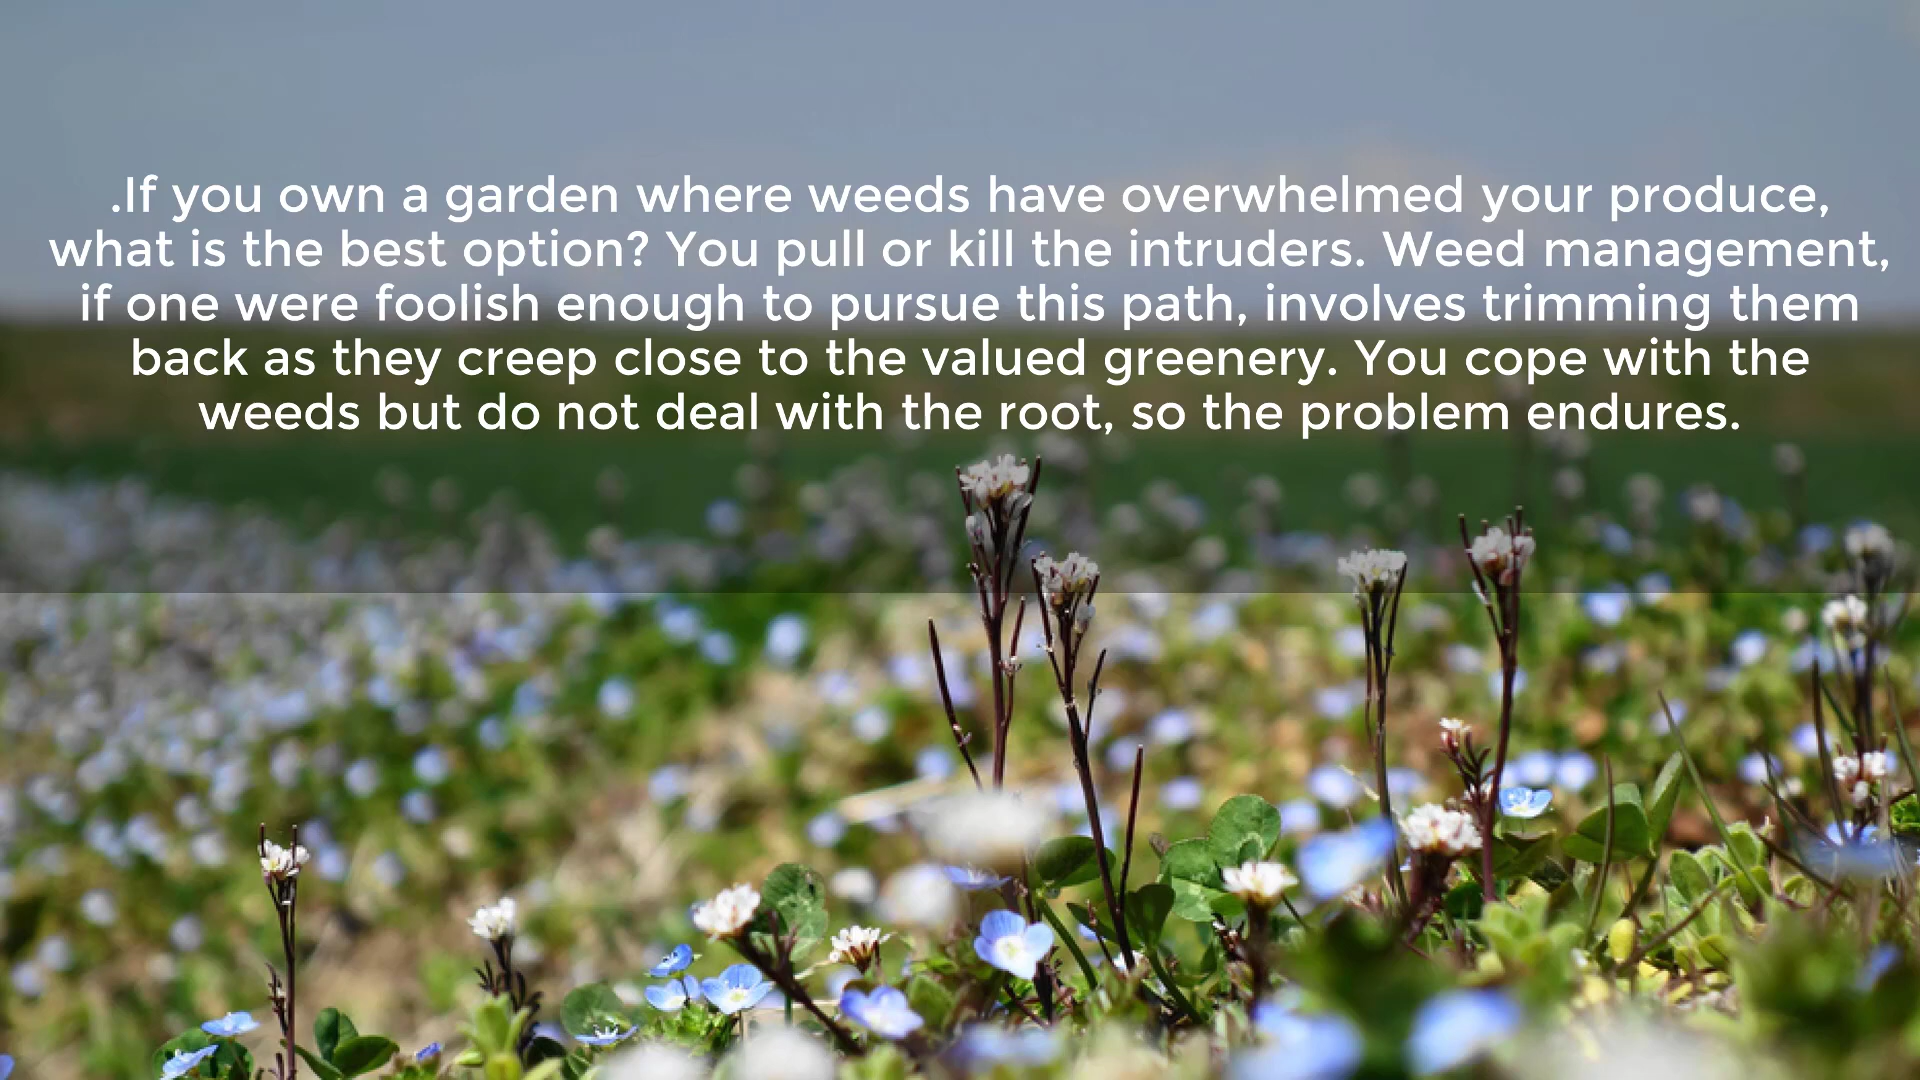 .If you own a garden where weeds have overwhelmed your produce,
what is the best option? You pull or kill the intruders. Weed management,
if one were foolish enough to pursue this path, involves trimming them
back as they creep close to the valued greenery. You cope with the
weeds but do not deal with the root, so the problem endures.